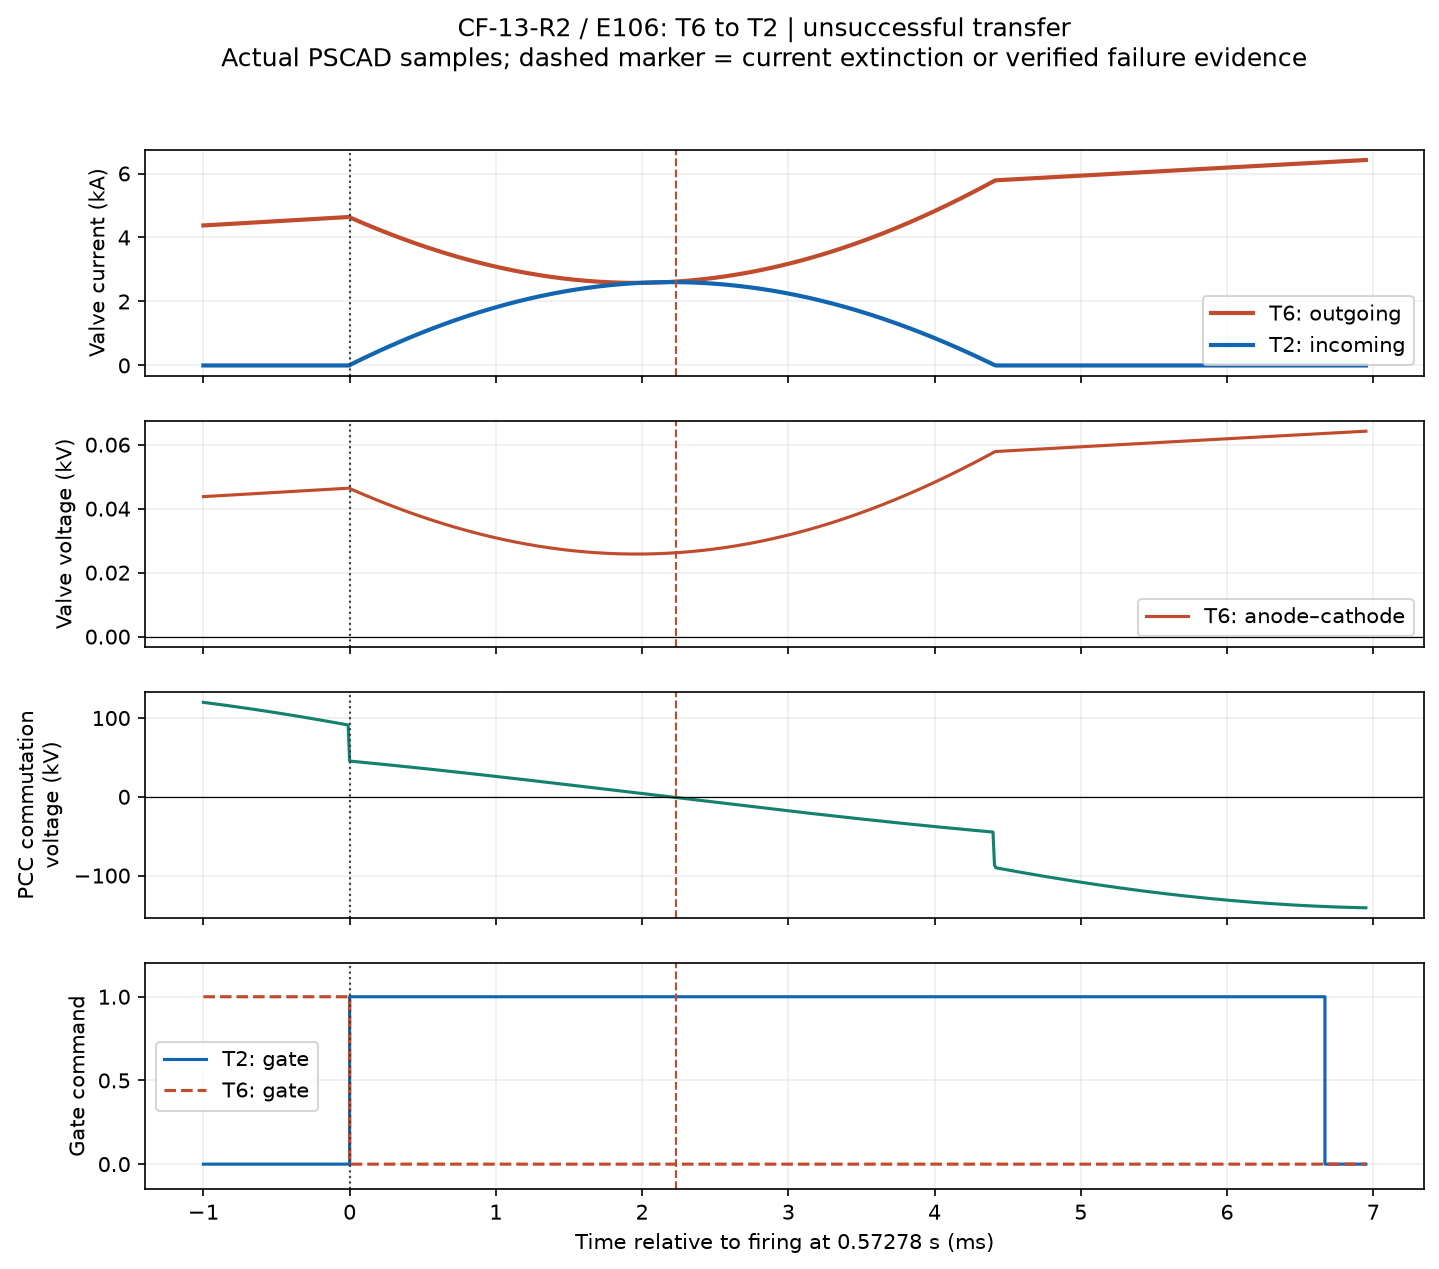 CF-13-R2 / E106: T6 to T2 | unsuccessful transfer
Actual PSCAD samples; dashed marker = current extinction or verified failure evidence
Valve current (kA)
6
4
2
0
T6: outgoing
T2: incoming
Valve voltage (kV)
0.06
0.04
0.02
0.00
T6: anode–cathode
PCC commutation
voltage (kV)
100
0
−100
Gate command
1.0
0.5
0.0
T2: gate
T6: gate
−1 0 1 2 3 4 5 6 7
Time relative to firing at 0.57278 s (ms)